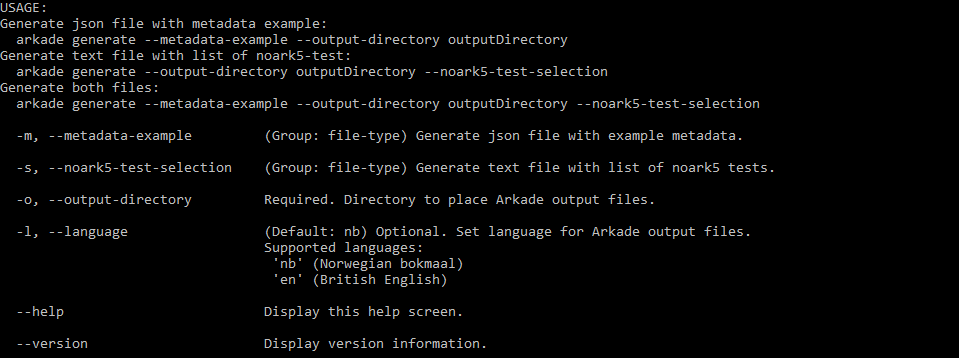 USAGE:
Generate json file with metadata example:
  arkade generate --metadata-example --output-directory outputDirectory
Generate text file with list of noark5-test:
  arkade generate --output-directory outputDirectory --noark5-test-selection
Generate both files:
  arkade generate --metadata-example --output-directory outputDirectory --noark5-test-selection

  -m, --metadata-example         (Group: file-type) Generate json file with example metadata.

  -s, --noark5-test-selection    (Group: file-type) Generate text file with list of noark5 tests.

  -o, --output-directory         Required. Directory to place Arkade output files.

  -l, --language                 (Default: nb) Optional. Set language for Arkade output files.
                                 Supported languages:
                                  'nb' (Norwegian bokmaal)
                                  'en' (British English)

  --help                         Display this help screen.

  --version                      Display version information.